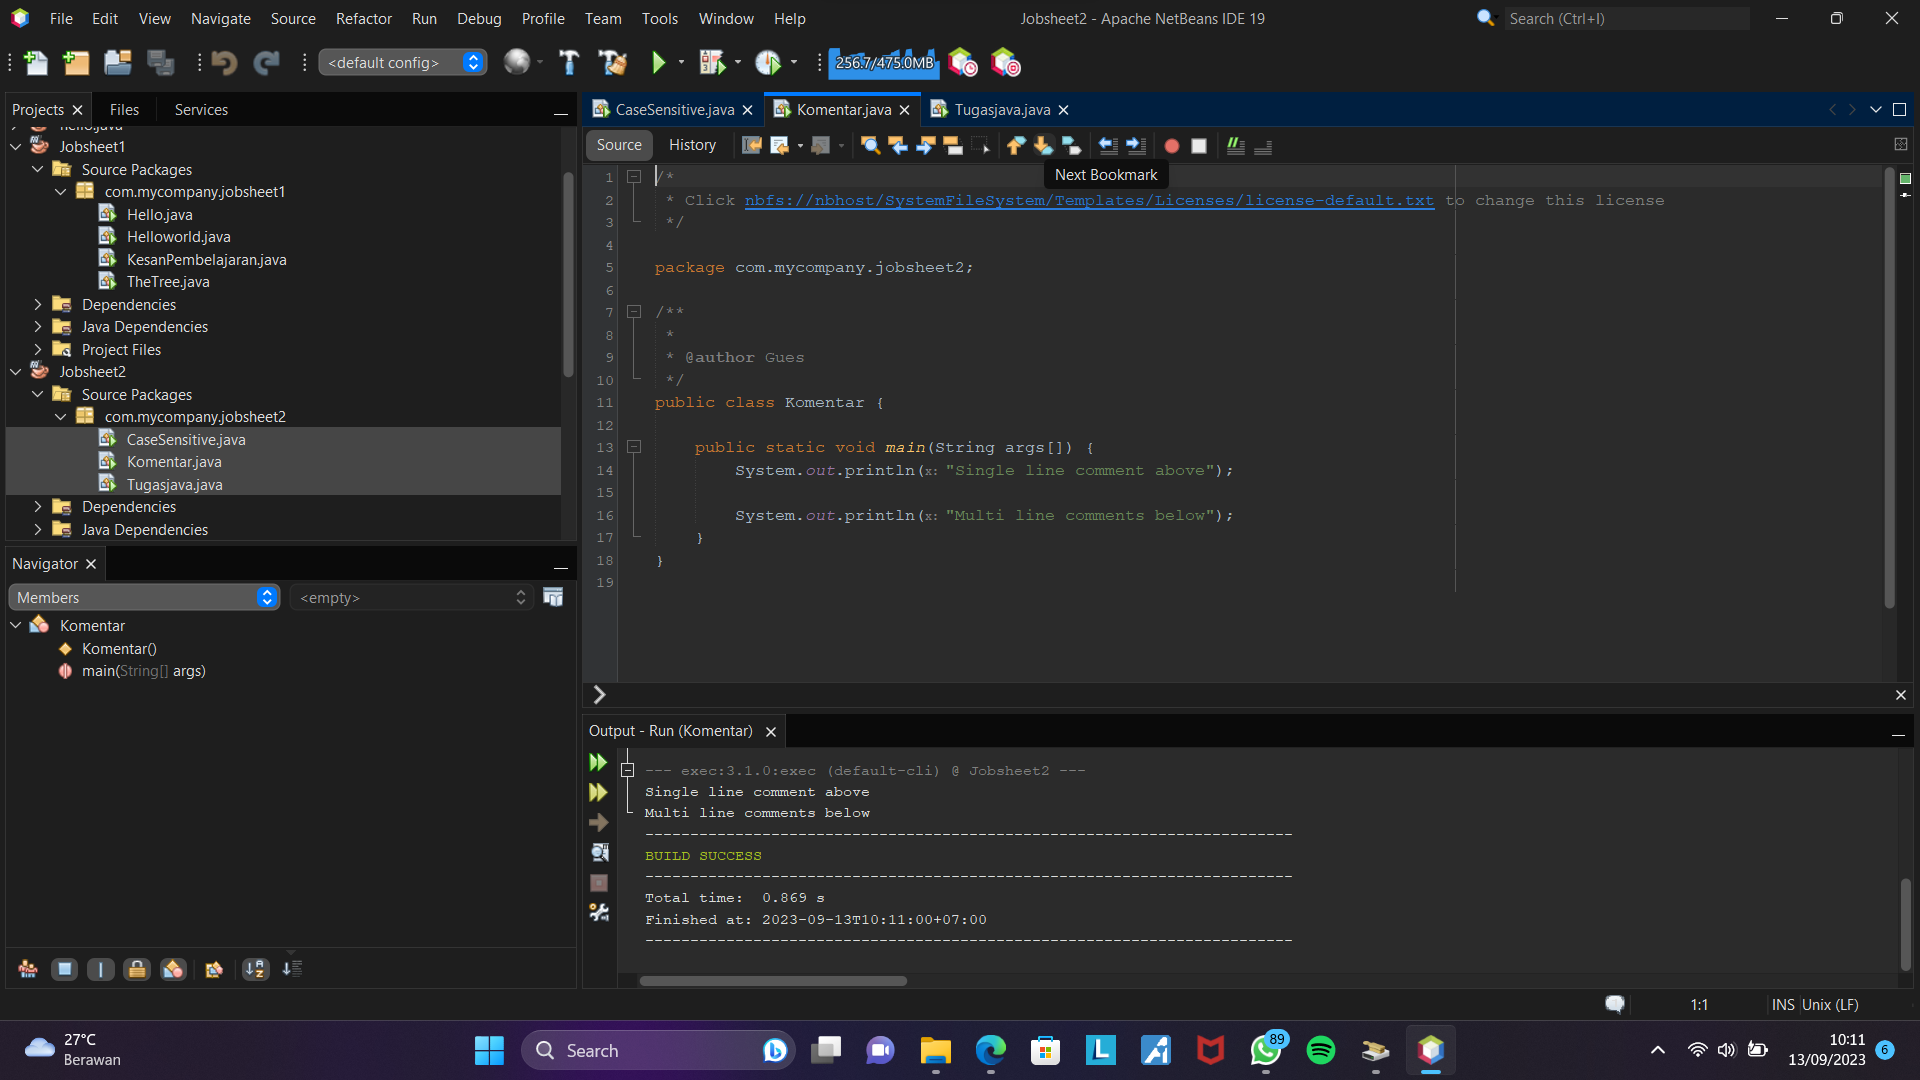 File Edit View Navigate Source Refactor Run Debug Profile Team Tools Window Help
Jobsheet2 - Apache NetBeans IDE 19
Search (Ctrl+I)
<default config>
256.7/475.0MB
Projects
Files
Services
hello.java
Jobsheet1
Source Packages
com.mycompany.jobsheet1
Hello.java
Helloworld.java
KesanPembelajaran.java
TheTree.java
Dependencies
Java Dependencies
Project Files
Jobsheet2
Source Packages
com.mycompany.jobsheet2
CaseSensitive.java
Komentar.java
Tugasjava.java
Dependencies
Java Dependencies
Navigator
Members
<empty>
Komentar
Komentar()
main(String[] args)
CaseSensitive.java
Komentar.java
Tugasjava.java
Source
History
Next Bookmark
1 /*
2 * Click nbfs://nbhost/SystemFileSystem/Templates/Licenses/license-default.txt to change this license
3 */
4
5 package com.mycompany.jobsheet2;
6
7 /**
8 *
9 * @author Gues
10 */
11 public class Komentar {
12
13 public static void main(String args[]) {
14 System.out.println(x: "Single line comment above");
15
16 System.out.println(x: "Multi line comments below");
17 }
18 }
19
Output - Run (Komentar)
--- exec:3.1.0:exec (default-cli) @ Jobsheet2 ---
Single line comment above
Multi line comments below
------------------------------------------------------------------------
BUILD SUCCESS
------------------------------------------------------------------------
Total time: 0.869 s
Finished at: 2023-09-13T10:11:00+07:00
------------------------------------------------------------------------
1:1
INS
Unix (LF)
27°C
Berawan
Search
89
10:11
13/09/2023
6